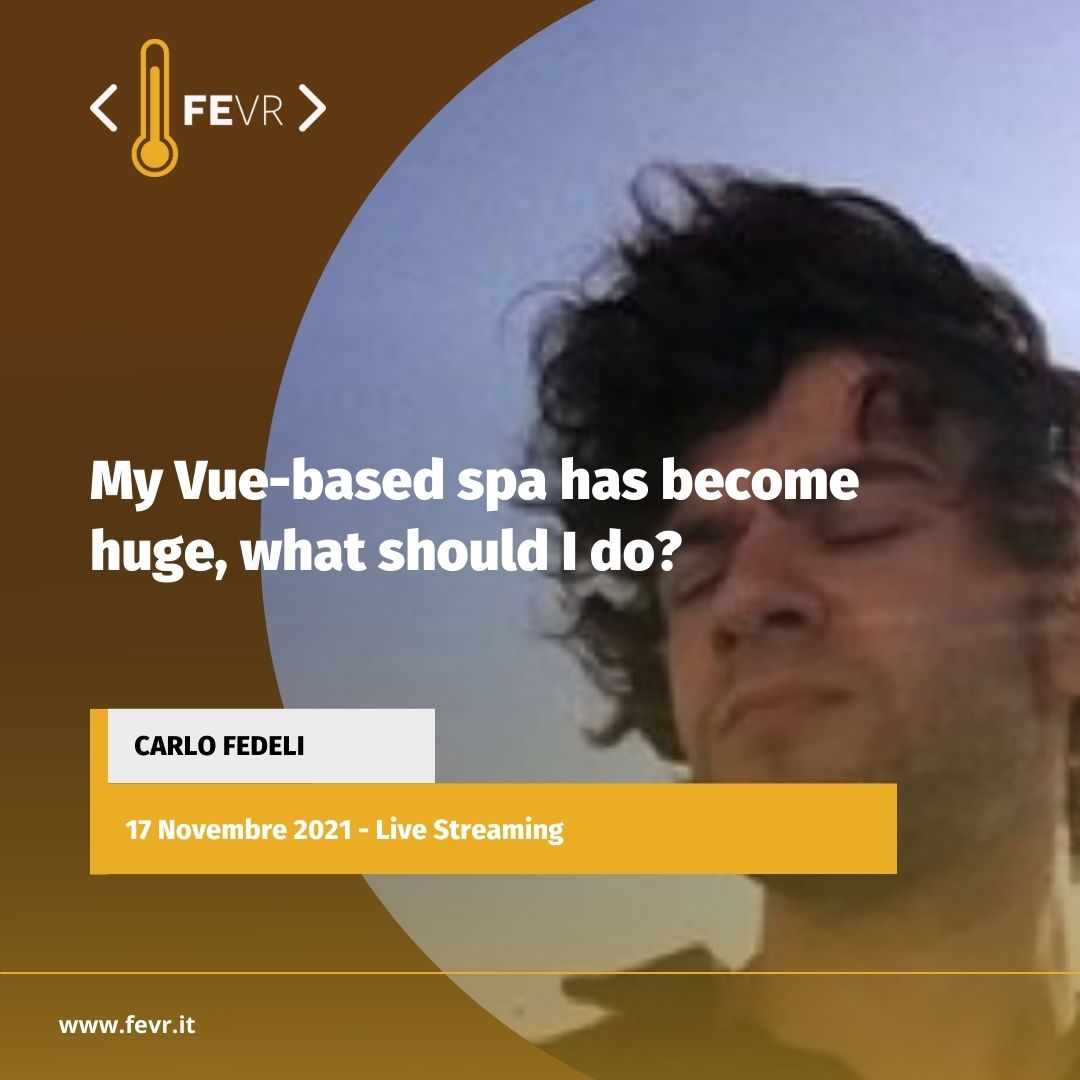 < FEVR >
My Vue-based spa has become
huge, what should I do?
CARLO FEDELI
17 Novembre 2021 - Live Streaming
www.fevr.it